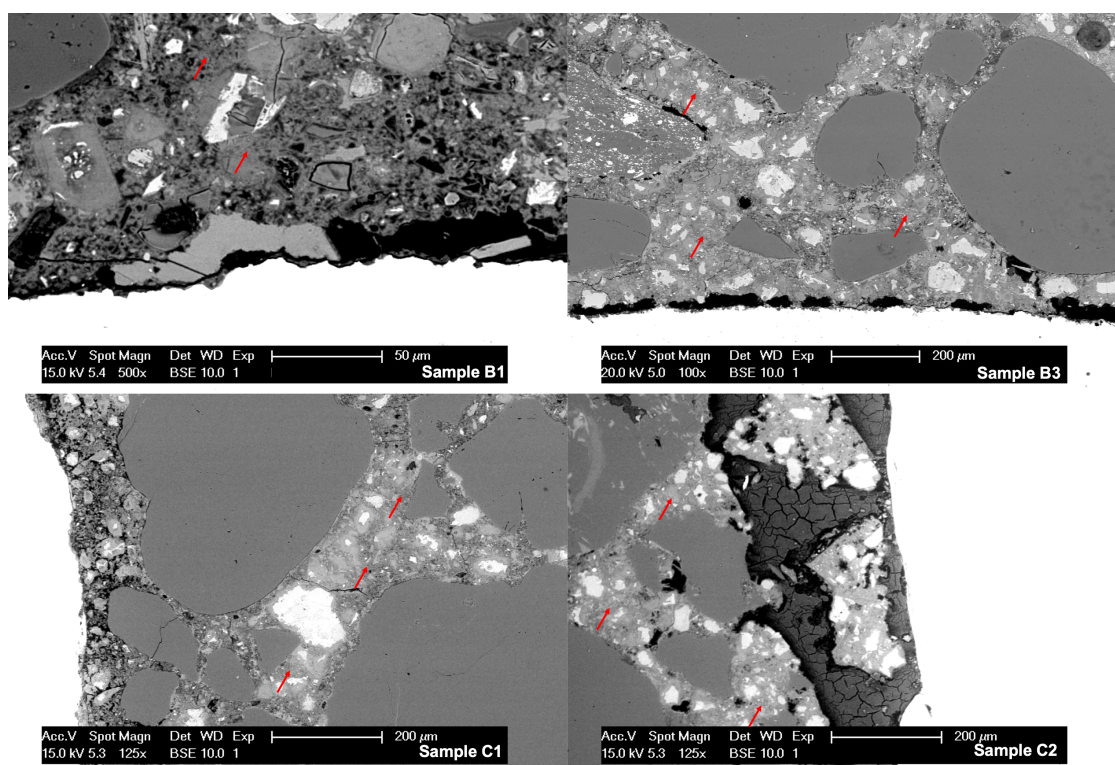 Acc.V Spot Magn Det WD Exp 50 μm
15.0 kV 5.4 500x BSE 10.0 1 Sample B1
Acc.V Spot Magn Det WD Exp 200 μm
20.0 kV 5.0 100x BSE 10.0 1 Sample B3
Acc.V Spot Magn Det WD Exp 200 μm
15.0 kV 5.3 125x BSE 10.0 1 Sample C1
Acc.V Spot Magn Det WD Exp 200 μm
15.0 kV 5.3 125x BSE 10.0 1 Sample C2